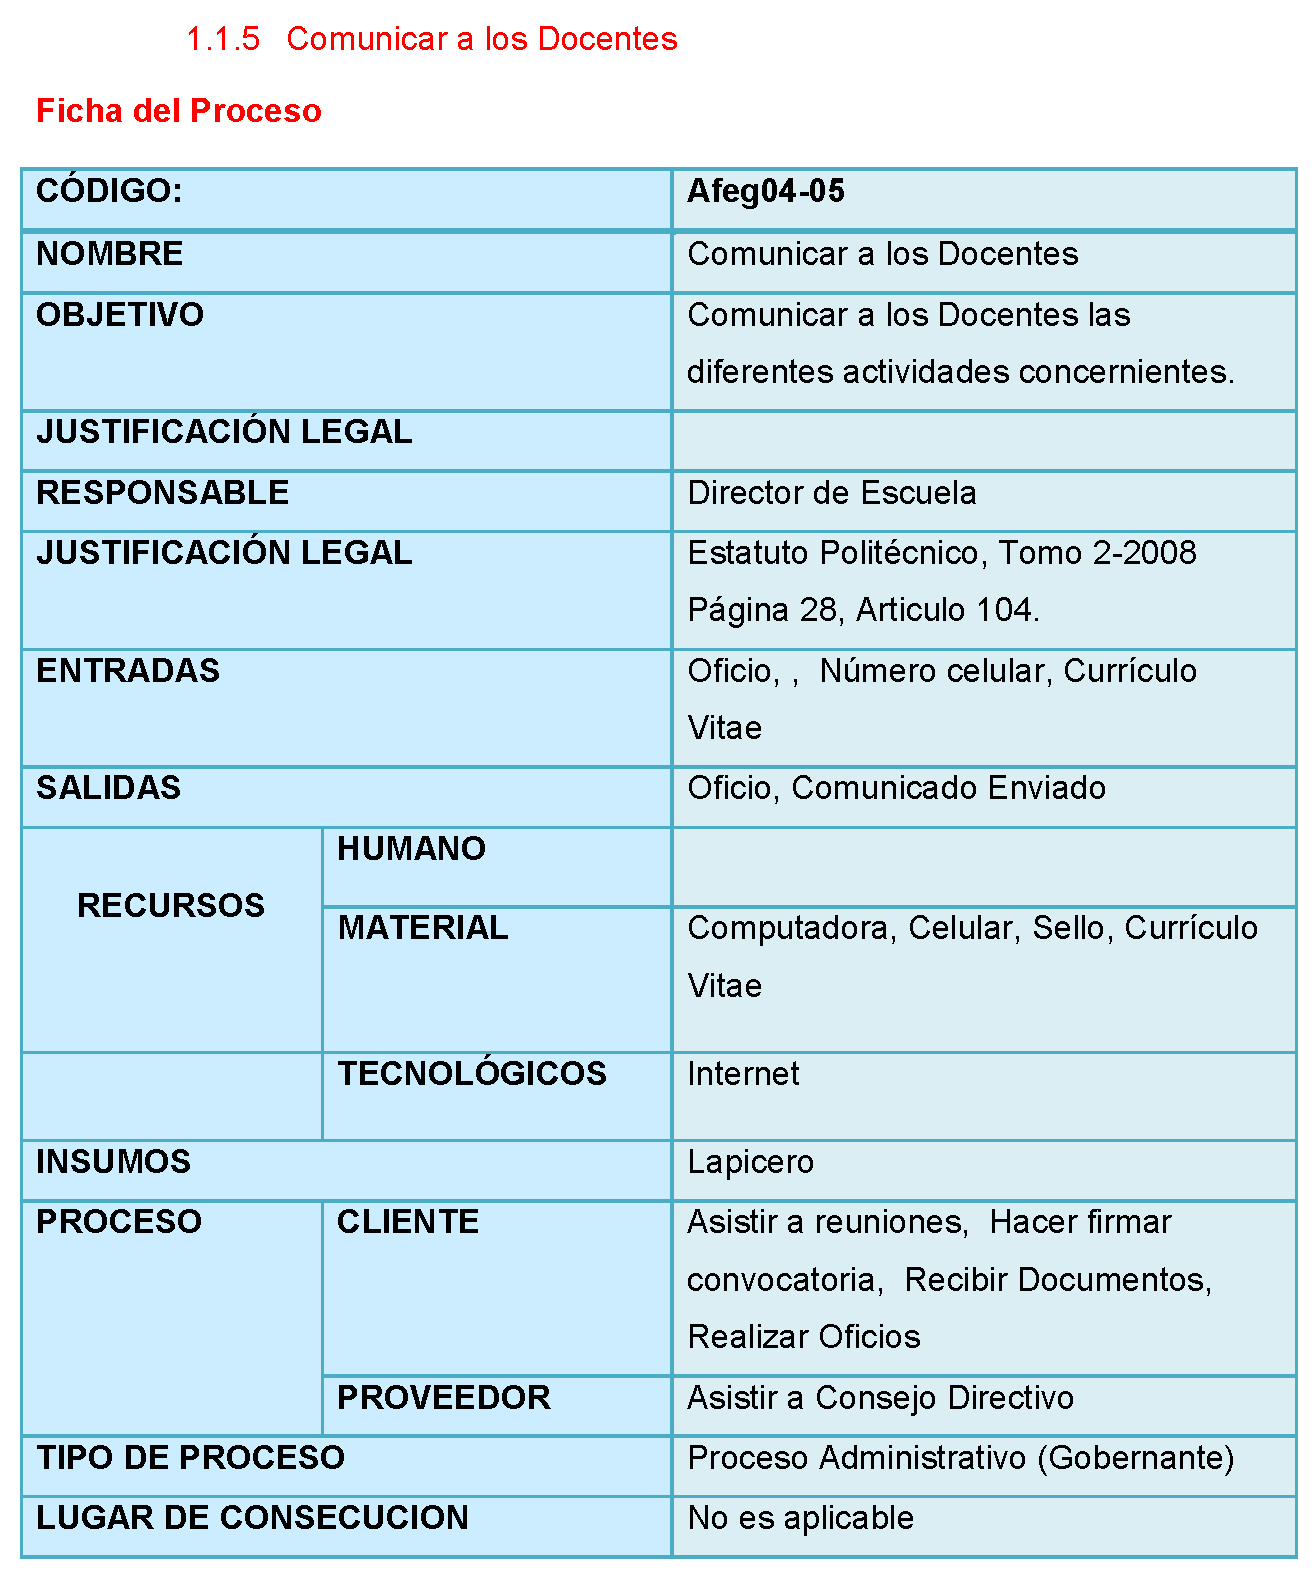 1.1.5 Comunicar a los Docentes
Ficha del Proceso
CÓDIGO: Afeg04-05
NOMBRE Comunicar a los Docentes
OBJETIVO Comunicar a los Docentes las
diferentes actividades concernientes.
JUSTIFICACIÓN LEGAL
RESPONSABLE Director de Escuela
JUSTIFICACIÓN LEGAL Estatuto Politécnico, Tomo 2-2008
Página 28, Articulo 104.
ENTRADAS Oficio, , Número celular, Currículo
Vitae
SALIDAS Oficio, Comunicado Enviado
HUMANO
RECURSOS
MATERIAL Computadora, Celular, Sello, Currículo
Vitae
TECNOLÓGICOS Internet
INSUMOS Lapicero
PROCESO CLIENTE Asistir a reuniones, Hacer firmar
convocatoria, Recibir Documentos,
Realizar Oficios
PROVEEDOR Asistir a Consejo Directivo
TIPO DE PROCESO Proceso Administrativo (Gobernante)
LUGAR DE CONSECUCION No es aplicable